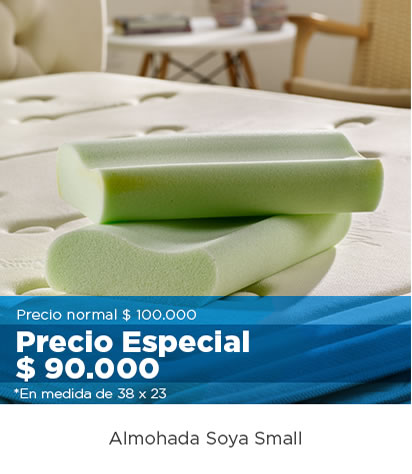 Precio normal $ 100.000
Precio Especial
$ 90.000
*En medida de 38 x 23
Almohada Soya Small